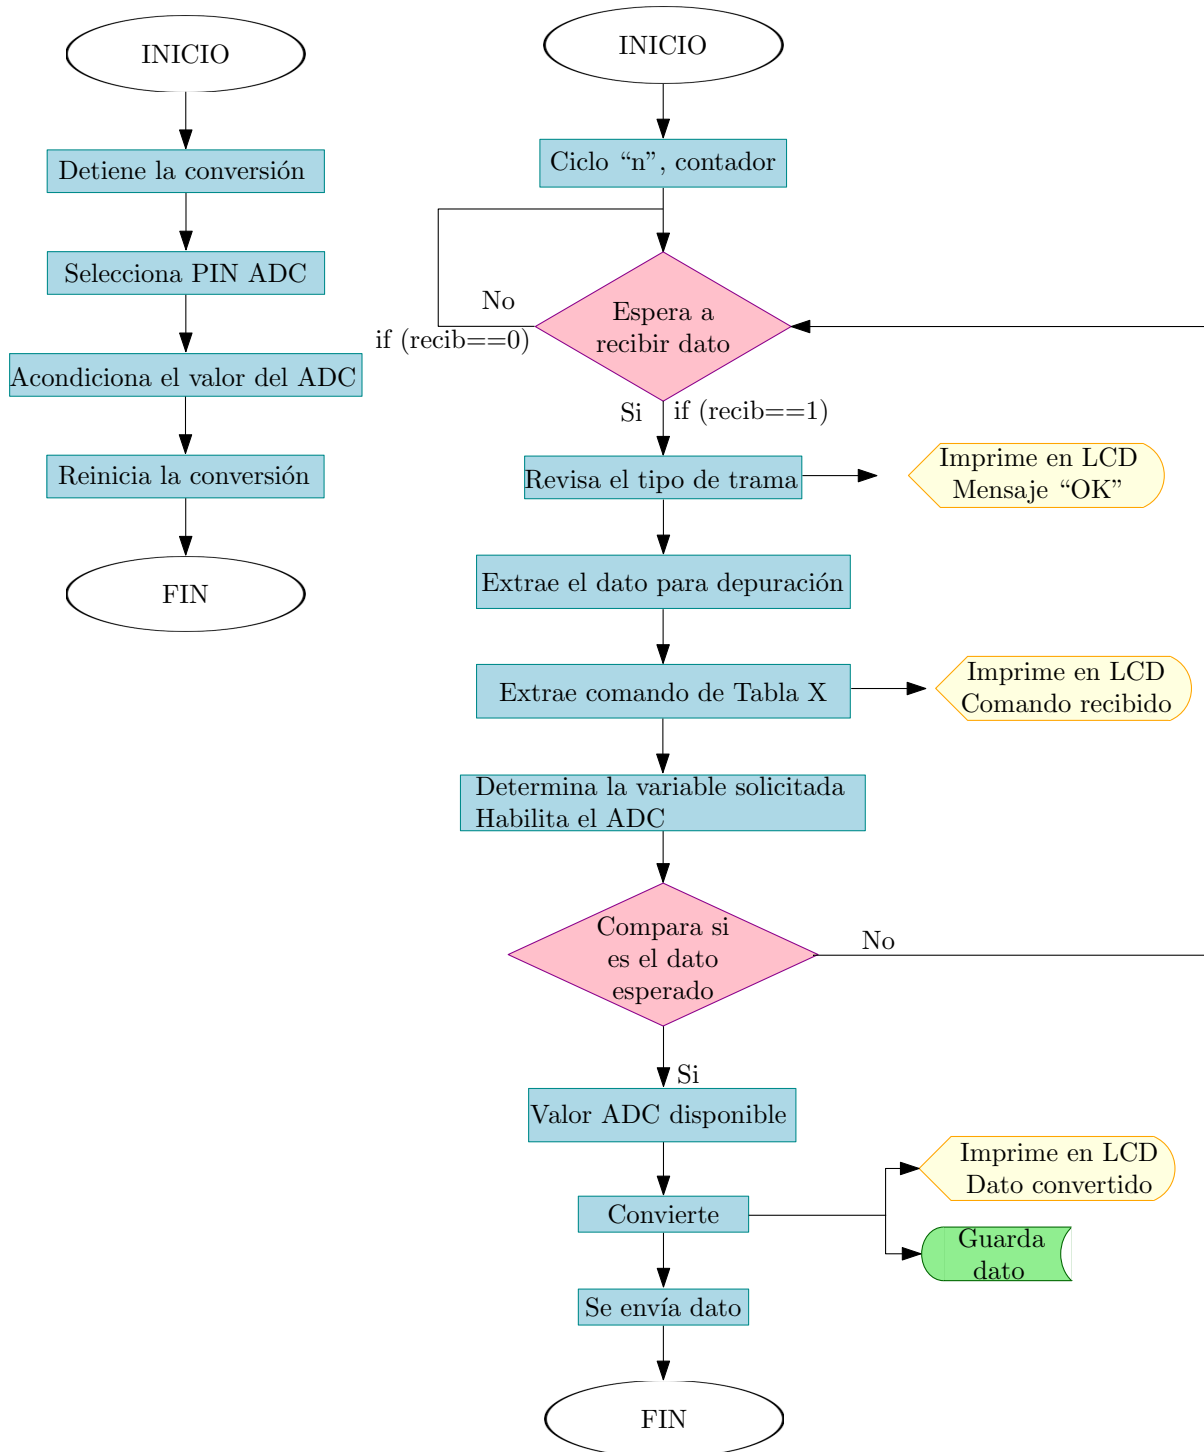 INICIO
Detiene la conversión
Selecciona PIN ADC
Acondiciona el valor del ADC
Reinicia la conversión
FIN
INICIO
Ciclo “n”, contador
Espera a
recibir dato
No
if (recib==0)
Si
if (recib==1)
Revisa el tipo de trama
Imprime en LCD
Mensaje “OK”
Extrae el dato para depuración
Extrae comando de Tabla X
Imprime en LCD
Comando recibido
Determina la variable solicitada
Habilita el ADC
Compara si
es el dato
esperado
No
Si
Valor ADC disponible
Convierte
Imprime en LCD
Dato convertido
Guarda
dato
Se envía dato
FIN